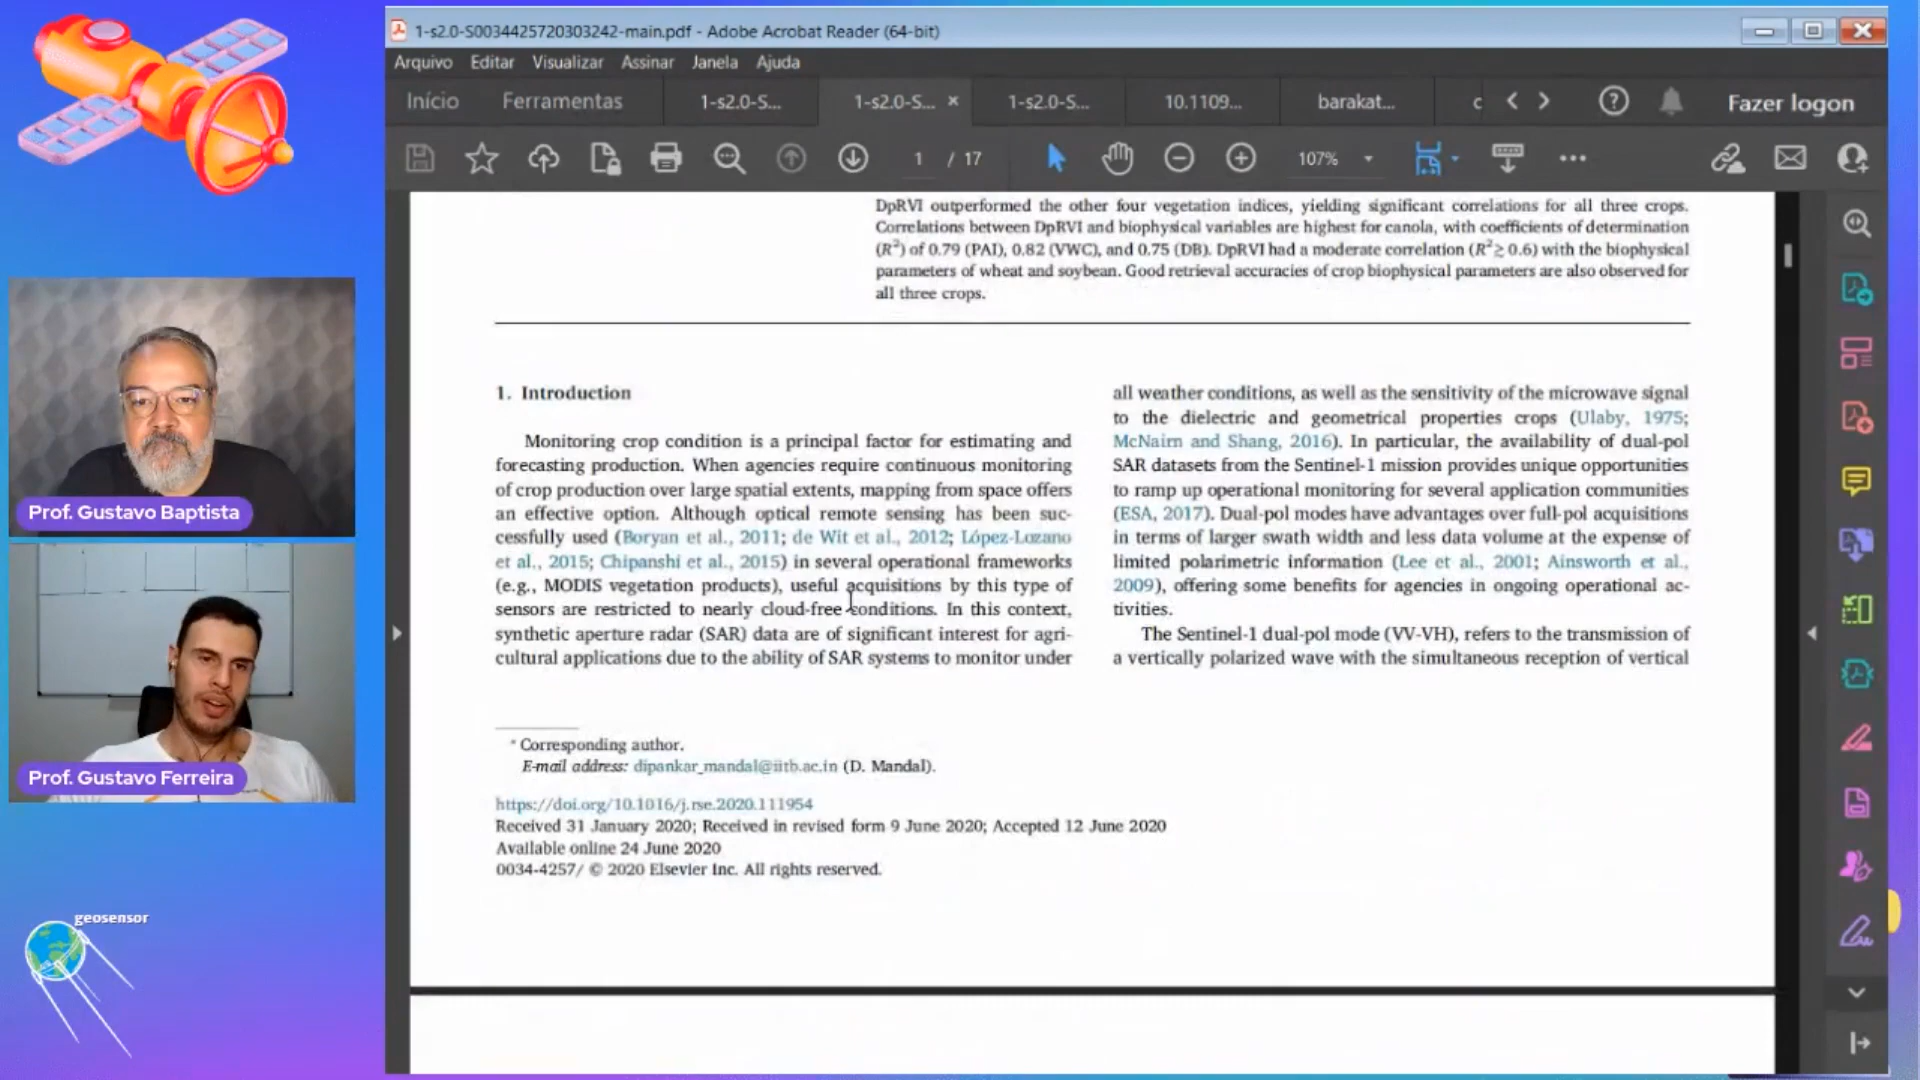 1-s2.0-S0034425720303242-main.pdf - Adobe Acrobat Reader (64-bit)
Arquivo Editar Visualizar Assinar Janela Ajuda
Início Ferramentas 1-s2.0-S... 1-s2.0-S... × 1-s2.0-S... 10.1109... barakat... c Fazer logon
1 / 17 107%
DpRVI outperformed the other four vegetation indices, yielding significant correlations for all three crops.
Correlations between DpRVI and biophysical variables are highest for canola, with coefficients of determination
(R²) of 0.79 (PAI), 0.82 (VWC), and 0.75 (DB). DpRVI had a moderate correlation (R² ≥ 0.6) with the biophysical
parameters of wheat and soybean. Good retrieval accuracies of crop biophysical parameters are also observed for
all three crops.
1. Introduction
Monitoring crop condition is a principal factor for estimating and
forecasting production. When agencies require continuous monitoring
of crop production over large spatial extents, mapping from space offers
an effective option. Although optical remote sensing has been suc-
cessfully used (Boryan et al., 2011; de Wit et al., 2012; López-Lozano
et al., 2015; Chipanshi et al., 2015) in several operational frameworks
(e.g., MODIS vegetation products), useful acquisitions by this type of
sensors are restricted to nearly cloud-free conditions. In this context,
synthetic aperture radar (SAR) data are of significant interest for agri-
cultural applications due to the ability of SAR systems to monitor under
all weather conditions, as well as the sensitivity of the microwave signal
to the dielectric and geometrical properties crops (Ulaby, 1975;
McNairn and Shang, 2016). In particular, the availability of dual-pol
SAR datasets from the Sentinel-1 mission provides unique opportunities
to ramp up operational monitoring for several application communities
(ESA, 2017). Dual-pol modes have advantages over full-pol acquisitions
in terms of larger swath width and less data volume at the expense of
limited polarimetric information (Lee et al., 2001; Ainsworth et al.,
2009), offering some benefits for agencies in ongoing operational ac-
tivities.
The Sentinel-1 dual-pol mode (VV-VH), refers to the transmission of
a vertically polarized wave with the simultaneous reception of vertical
* Corresponding author.
E-mail address: dipankar_mandal@iitb.ac.in (D. Mandal).
https://doi.org/10.1016/j.rse.2020.111954
Received 31 January 2020; Received in revised form 9 June 2020; Accepted 12 June 2020
Available online 24 June 2020
0034-4257/ © 2020 Elsevier Inc. All rights reserved.
Prof. Gustavo Baptista
Prof. Gustavo Ferreira
geosensor